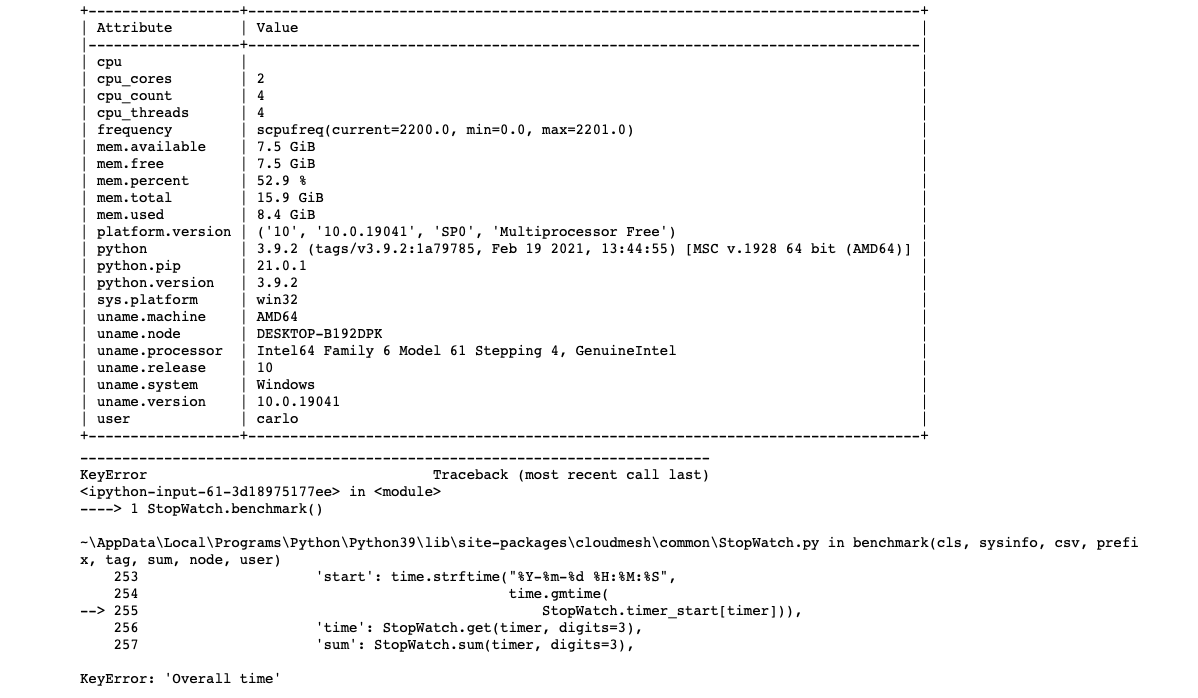 +------------------+---------------------------------------------------------------------------------+
| Attribute        | Value                                                                           |
|------------------+---------------------------------------------------------------------------------|
| cpu              |                                                                                 |
| cpu_cores        | 2                                                                               |
| cpu_count        | 4                                                                               |
| cpu_threads      | 4                                                                               |
| frequency        | scpufreq(current=2200.0, min=0.0, max=2201.0)                                   |
| mem.available    | 7.5 GiB                                                                         |
| mem.free         | 7.5 GiB                                                                         |
| mem.percent      | 52.9 %                                                                          |
| mem.total        | 15.9 GiB                                                                        |
| mem.used         | 8.4 GiB                                                                         |
| platform.version | ('10', '10.0.19041', 'SP0', 'Multiprocessor Free')                              |
| python           | 3.9.2 (tags/v3.9.2:1a79785, Feb 19 2021, 13:44:55) [MSC v.1928 64 bit (AMD64)] |
| python.pip       | 21.0.1                                                                          |
| python.version   | 3.9.2                                                                           |
| sys.platform     | win32                                                                           |
| uname.machine    | AMD64                                                                           |
| uname.node       | DESKTOP-B192DPK                                                                 |
| uname.processor  | Intel64 Family 6 Model 61 Stepping 4, GenuineIntel                              |
| uname.release    | 10                                                                              |
| uname.system     | Windows                                                                         |
| uname.version    | 10.0.19041                                                                      |
| user             | carlo                                                                           |
+------------------+---------------------------------------------------------------------------------+
---------------------------------------------------------------------------
KeyError                                  Traceback (most recent call last)
<ipython-input-61-3d18975177ee> in <module>
----> 1 StopWatch.benchmark()

~\AppData\Local\Programs\Python\Python39\lib\site-packages\cloudmesh\common\StopWatch.py in benchmark(cls, sysinfo, csv, prefi
x, tag, sum, node, user)
    253                     'start': time.strftime("%Y-%m-%d %H:%M:%S",
    254                                            time.gmtime(
--> 255                                                StopWatch.timer_start[timer])),
    256                     'time': StopWatch.get(timer, digits=3),
    257                     'sum': StopWatch.sum(timer, digits=3),

KeyError: 'Overall time'